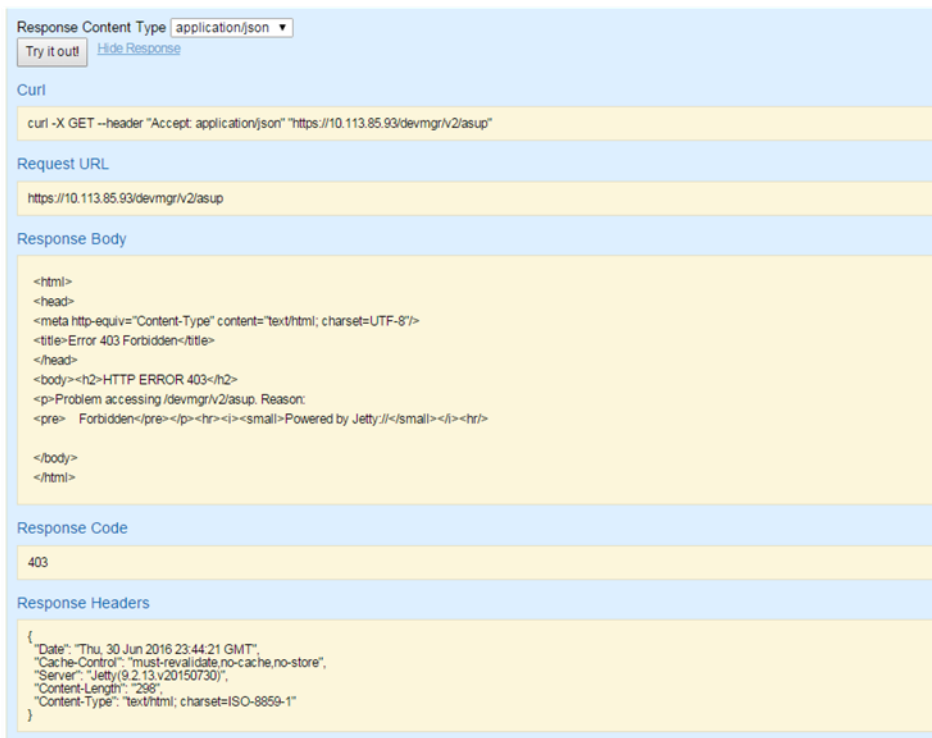 Response Content Type application/json ▼
Try it out! Hide Response
Curl
curl -X GET --header "Accept: application/json" "https://10.113.85.93/devmgr/v2/asup"
Request URL
https://10.113.85.93/devmgr/v2/asup
Response Body
<html>
<head>
<meta http-equiv="Content-Type" content="text/html; charset=UTF-8"/>
<title>Error 403 Forbidden</title>
</head>
<body><h2>HTTP ERROR 403</h2>
<p>Problem accessing /devmgr/v2/asup. Reason:
<pre>    Forbidden</pre></p><hr><i><small>Powered by Jetty://</small></i><hr/>
</body>
</html>
Response Code
403
Response Headers
{
"Date": "Thu, 30 Jun 2016 23:44:21 GMT",
"Cache-Control": "must-revalidate,no-cache,no-store",
"Server": "Jetty(9.2.13.v20150730)",
"Content-Length": "298",
"Content-Type": "text/html; charset=ISO-8859-1"
}